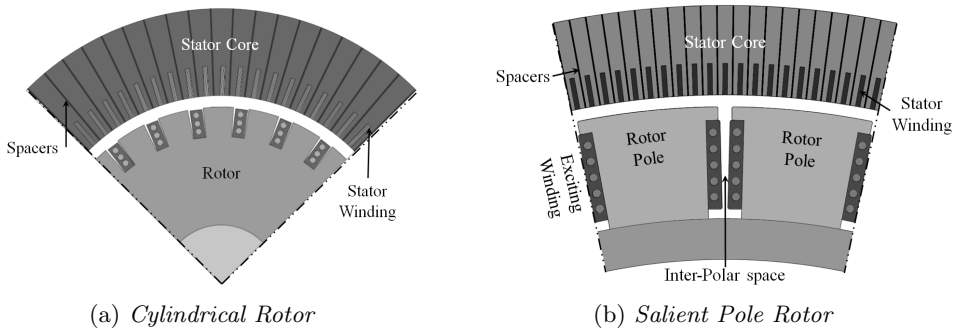 Stator Core
Spacers
Rotor
Stator
Winding
(a) Cylindrical Rotor
Stator Core
Spacers
Stator
Winding
Rotor
Pole
Rotor
Pole
Exciting
Winding
Inter-Polar space
(b) Salient Pole Rotor